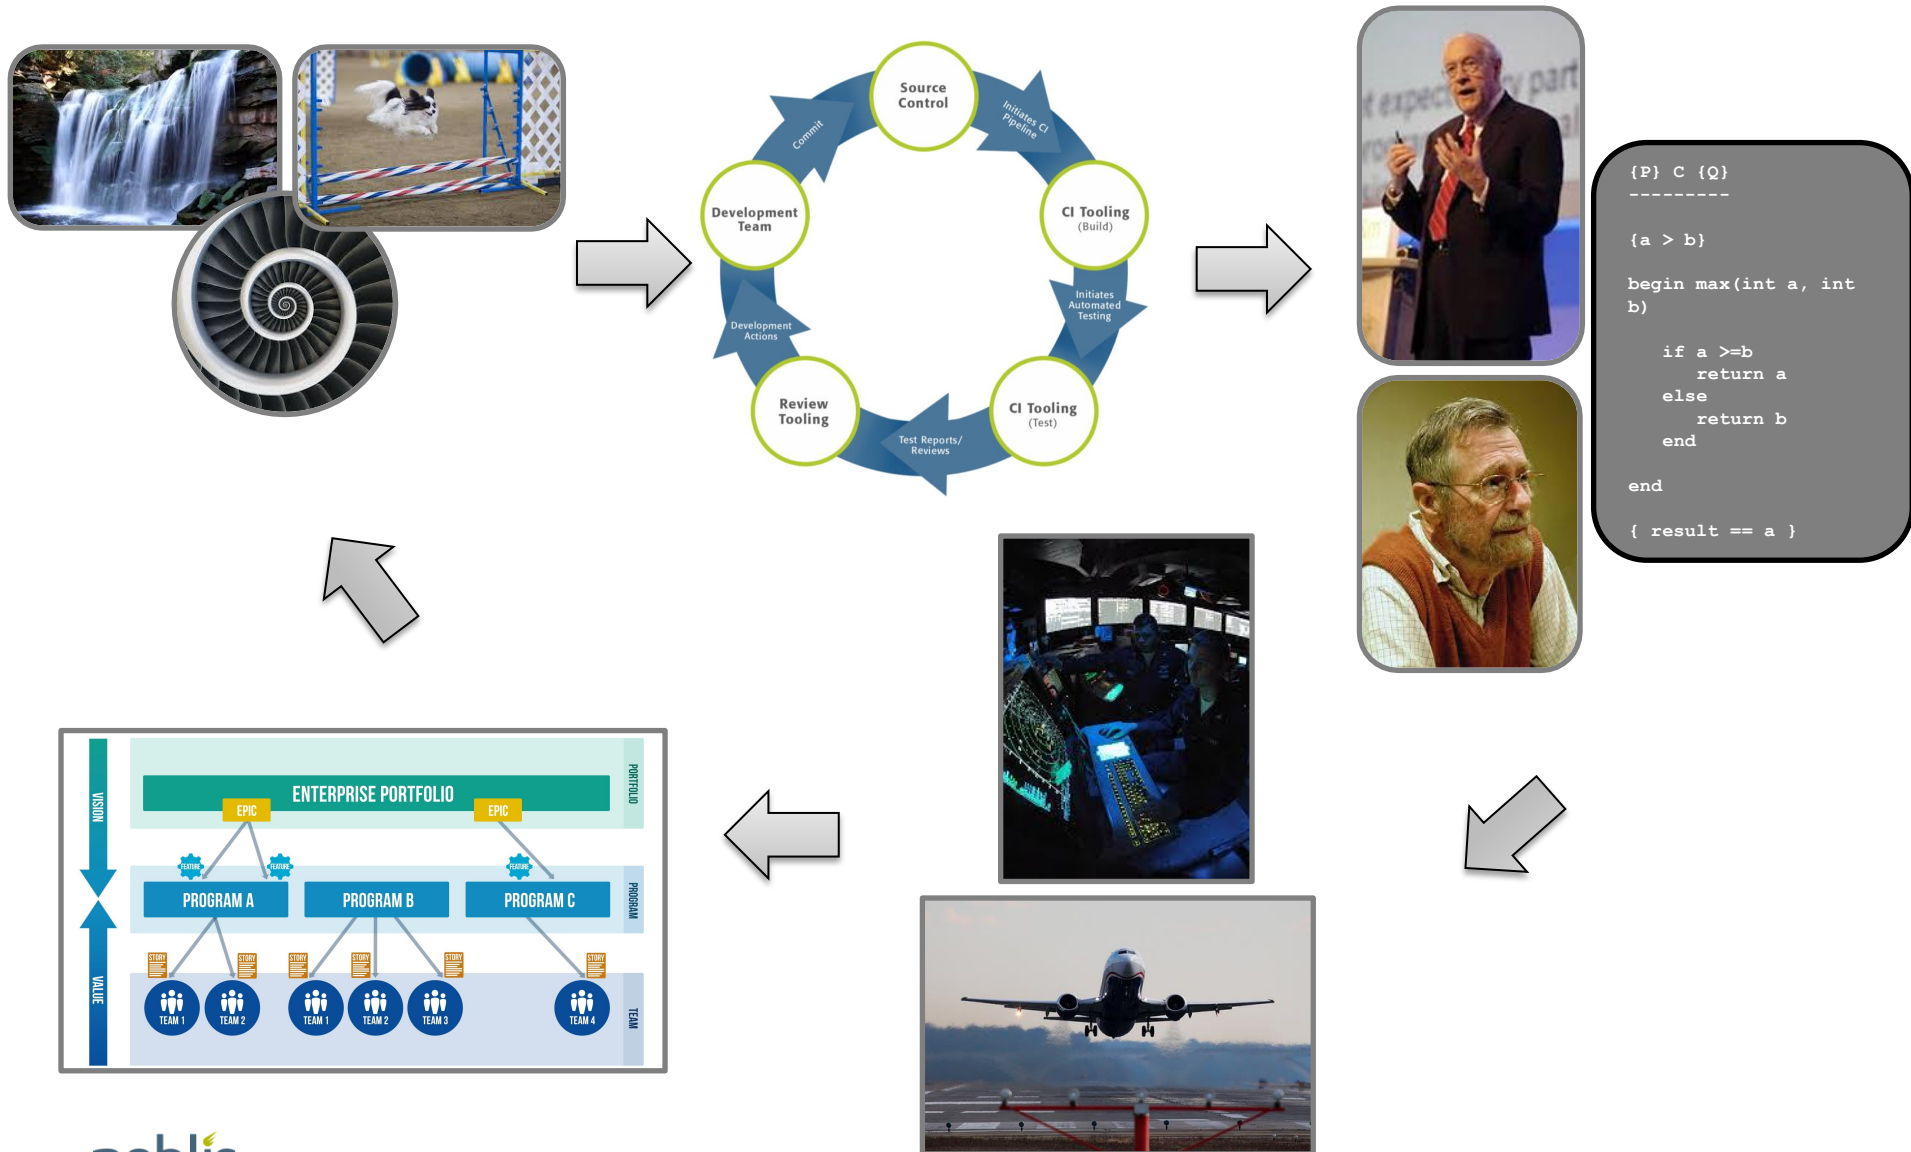 Source
Control
Initiates CI
Pipeline
CI Tooling
(Build)
Initiates
Automated
Testing
CI Tooling
(Test)
Test Reports/
Reviews
Review
Tooling
Development
Actions
Development
Team
Commit
t expec y part
{P} C {Q}
---------
{a > b}
begin max(int a, int
b)
if a >=b
return a
else
return b
end
end
{ result == a }
VISION
VALUE
PORTFOLIO
ENTERPRISE PORTFOLIO
EPIC
EPIC
FEATURE
FEATURE
FEATURE
PROGRAM
PROGRAM A
PROGRAM B
PROGRAM C
STORY
STORY
STORY
STORY
STORY
STORY
TEAM
TEAM 1
TEAM 2
TEAM 1
TEAM 2
TEAM 3
TEAM 4